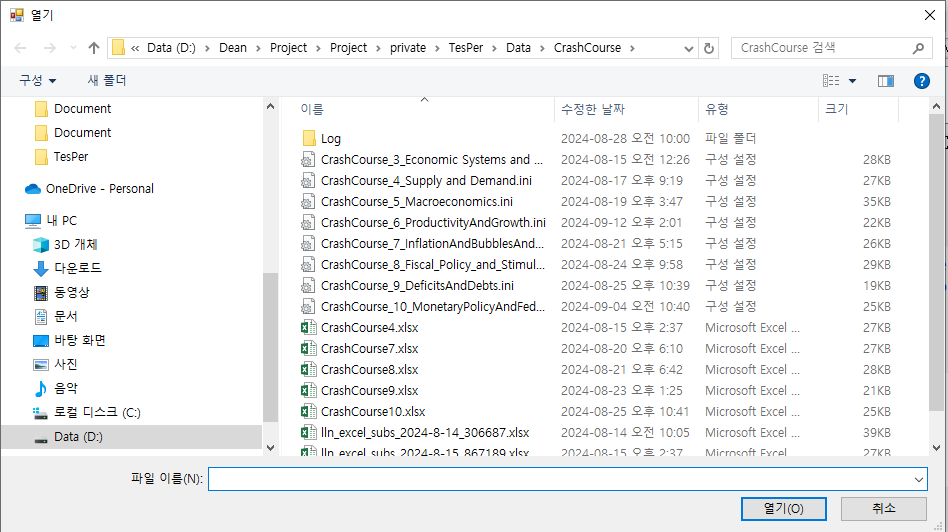 열기
« Data (D:) › Dean › Project › Project › private › TesPer › Data › CrashCourse ›
CrashCourse 검색
구성
새 폴더
Document
Document
TesPer
OneDrive - Personal
내 PC
3D 개체
다운로드
동영상
문서
바탕 화면
사진
음악
로컬 디스크 (C:)
Data (D:)
이름 수정한 날짜 유형 크기
Log 2024-08-28 오전 10:00 파일 폴더
CrashCourse_3_Economic Systems and ... 2024-08-15 오전 12:26 구성 설정 28KB
CrashCourse_4_Supply and Demand.ini 2024-08-17 오후 9:19 구성 설정 27KB
CrashCourse_5_Macroeconomics.ini 2024-08-19 오후 3:47 구성 설정 35KB
CrashCourse_6_ProductivityAndGrowth.ini 2024-09-12 오후 2:01 구성 설정 22KB
CrashCourse_7_InflationAndBubblesAnd... 2024-08-21 오후 5:15 구성 설정 26KB
CrashCourse_8_Fiscal_Policy_and_Stimul... 2024-08-24 오후 9:58 구성 설정 29KB
CrashCourse_9_DeficitsAndDebts.ini 2024-08-25 오후 10:39 구성 설정 19KB
CrashCourse_10_MonetaryPolicyAndFed... 2024-09-04 오전 10:40 구성 설정 25KB
CrashCourse4.xlsx 2024-08-15 오후 2:37 Microsoft Excel ... 27KB
CrashCourse7.xlsx 2024-08-20 오후 6:10 Microsoft Excel ... 27KB
CrashCourse8.xlsx 2024-08-21 오후 6:42 Microsoft Excel ... 28KB
CrashCourse9.xlsx 2024-08-23 오후 1:25 Microsoft Excel ... 21KB
CrashCourse10.xlsx 2024-08-25 오후 10:41 Microsoft Excel ... 25KB
lln_excel_subs_2024-8-14_306687.xlsx 2024-08-14 오전 10:05 Microsoft Excel ... 39KB
lln_excel_subs_2024-8-15_867189.xlsx 2024-08-15 오후 2:37 Microsoft Excel ... 27KB
파일 이름(N):
열기(O)
취소